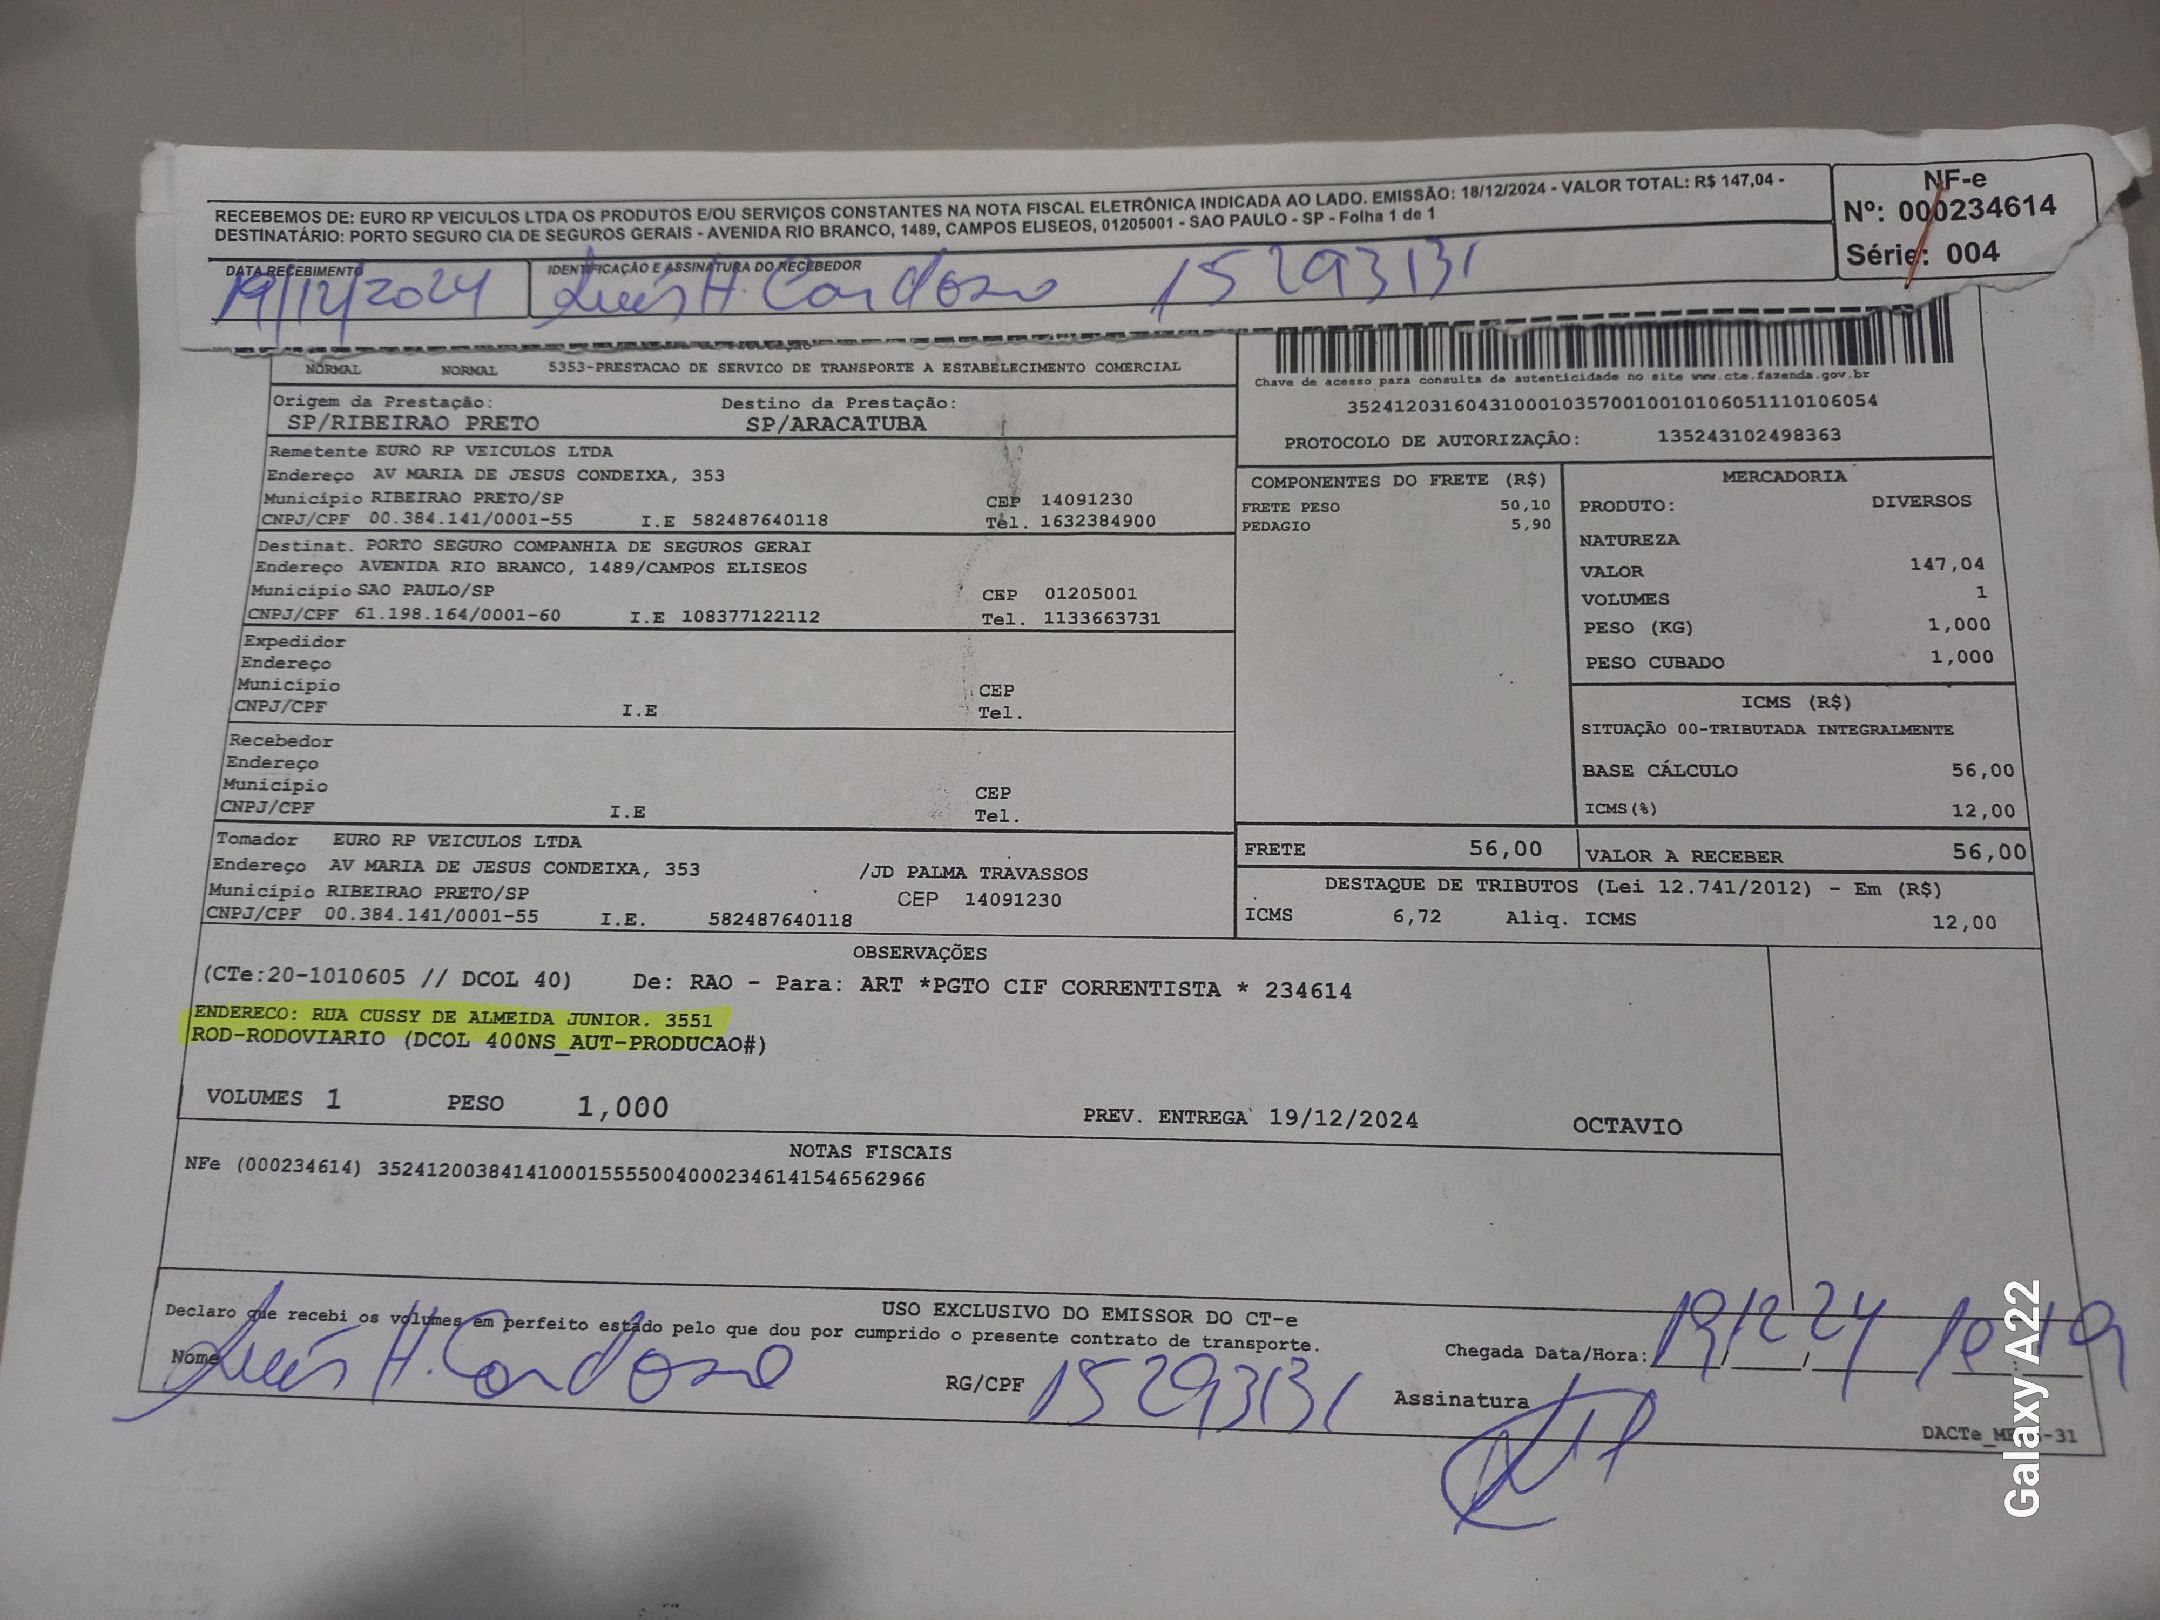 RECEBEMOS DE: EURO RP VEICULOS LTDA OS PRODUTOS E/OU SERVIÇOS CONSTANTES NA NOTA FISCAL ELETRÔNICA INDICADA AO LADO. EMISSÃO: 18/12/2024 - VALOR TOTAL: R$ 147,04 -
DESTINATÁRIO: PORTO SEGURO CIA DE SEGUROS GERAIS - AVENIDA RIO BRANCO, 1489, CAMPOS ELISEOS, 01205001 - SAO PAULO - SP - Folha 1 de 1
NF-e
Nº: 000234614
Série: 004
DATA RECEBIMENTO
IDENTIFICAÇÃO E ASSINATURA DO RECEBEDOR
19/12/2024 Luís H. Cardoso 15293131
NORMAL NORMAL 5353-PRESTACAO DE SERVICO DE TRANSPORTE A ESTABELECIMENTO COMERCIAL
Chave de acesso para consulta de autenticidade no site www.cte.fazenda.gov.br
35241203160431000103570010010106051110106054
PROTOCOLO DE AUTORIZAÇÃO: 135243102498363
Origem da Prestação: Destino da Prestação:
SP/RIBEIRAO PRETO SP/ARACATUBA
Remetente EURO RP VEICULOS LTDA
Endereço AV MARIA DE JESUS CONDEIXA, 353
Município RIBEIRAO PRETO/SP CEP 14091230
CNPJ/CPF 00.384.141/0001-55 I.E 582487640118 Tel. 1632384900
Destinat. PORTO SEGURO COMPANHIA DE SEGUROS GERAI
Endereço AVENIDA RIO BRANCO, 1489/CAMPOS ELISEOS
Município SAO PAULO/SP CEP 01205001
CNPJ/CPF 61.198.164/0001-60 I.E 108377122112 Tel. 1133663731
Expedidor
Endereço
Município CEP
CNPJ/CPF I.E Tel.
Recebedor
Endereço
Município CEP
CNPJ/CPF I.E Tel.
Tomador EURO RP VEICULOS LTDA
Endereço AV MARIA DE JESUS CONDEIXA, 353 /JD PALMA TRAVASSOS
Município RIBEIRAO PRETO/SP CEP 14091230
CNPJ/CPF 00.384.141/0001-55 I.E. 582487640118
COMPONENTES DO FRETE (R$)
FRETE PESO 50,10
PEDAGIO 5,90
MERCADORIA
PRODUTO: DIVERSOS
NATUREZA
VALOR 147,04
VOLUMES 1
PESO (KG) 1,000
PESO CUBADO 1,000
ICMS (R$)
SITUAÇÃO 00-TRIBUTADA INTEGRALMENTE
BASE CÁLCULO 56,00
ICMS(%) 12,00
FRETE 56,00 VALOR A RECEBER 56,00
DESTAQUE DE TRIBUTOS (Lei 12.741/2012) - Em (R$)
ICMS 6,72 Aliq. ICMS 12,00
OBSERVAÇÕES
(CTe:20-1010605 // DCOL 40) De: RAO - Para: ART *PGTO CIF CORRENTISTA * 234614
ENDERECO: RUA CUSSY DE ALMEIDA JUNIOR. 3551
ROD-RODOVIARIO (DCOL 400NS_AUT-PRODUCAO#)
VOLUMES 1 PESO 1,000 PREV. ENTREGA 19/12/2024 OCTAVIO
NOTAS FISCAIS
NFe (000234614) 35241200384141000155550040002346141546562966
USO EXCLUSIVO DO EMISSOR DO CT-e
Declaro que recebi os volumes em perfeito estado pelo que dou por cumprido o presente contrato de transporte.
Nome Luís H. Cardoso RG/CPF 15293131 Assinatura
Chegada Data/Hora: 19/12/24
Galaxy A22